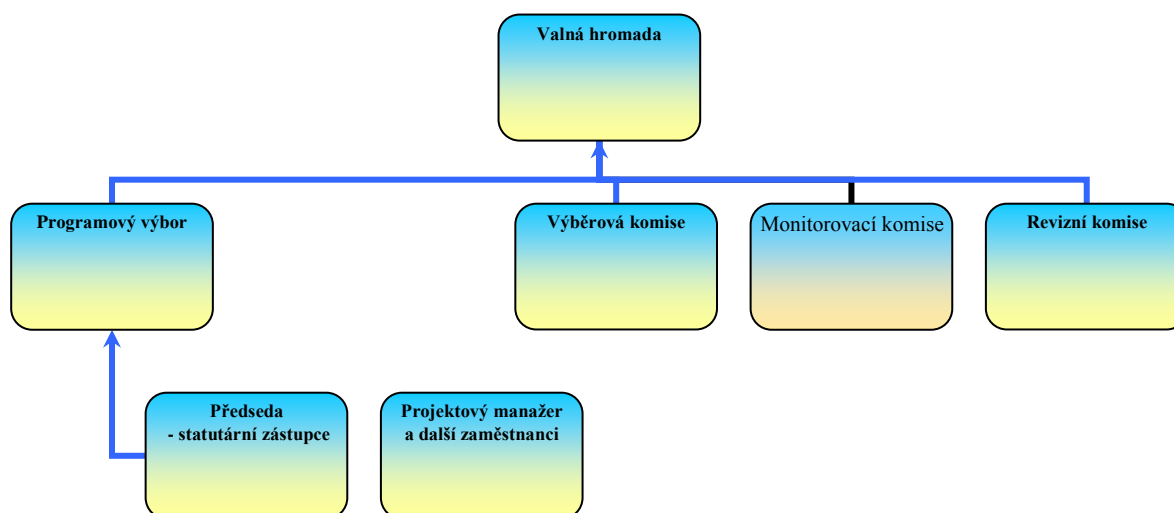 Valná hromada
Programový výbor
Výběrová komise
Monitorovací komise
Revizní komise
Předseda
- statutární zástupce
Projektový manažer
a další zaměstnanci